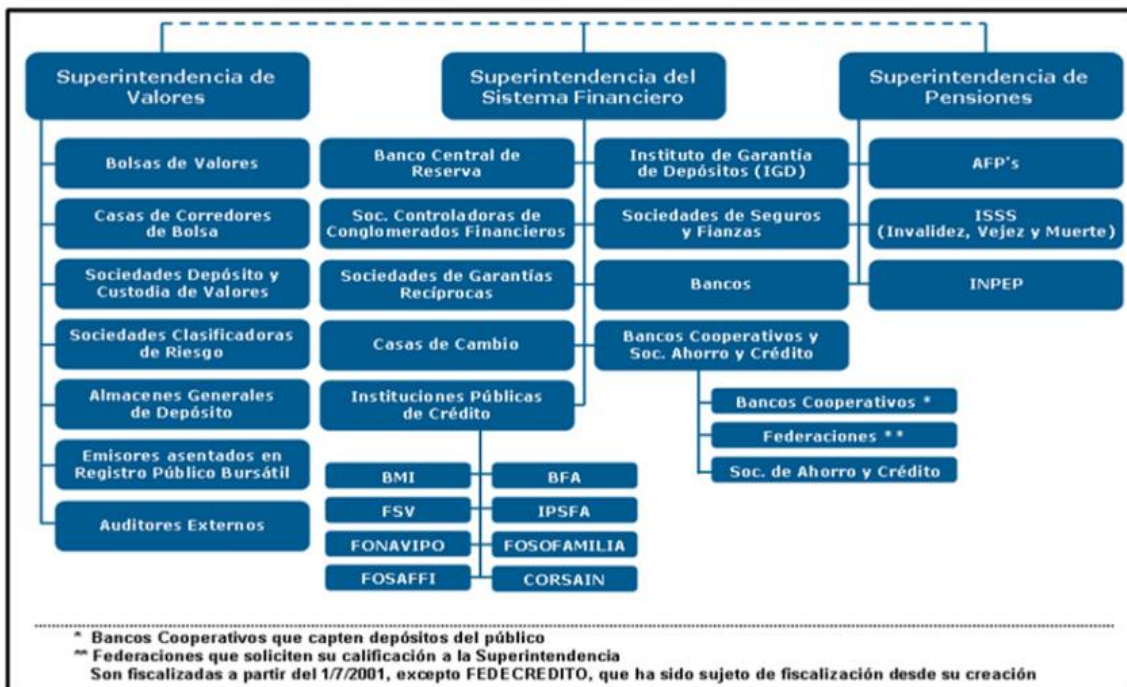 Superintendencia de
Valores
Superintendencia del
Sistema Financiero
Superintendencia de
Pensiones
Bolsas de Valores
Casas de Corredores
de Bolsa
Sociedades Depósito y
Custodia de Valores
Sociedades Clasificadoras
de Riesgo
Almacenes Generales
de Depósito
Emisores asentados en
Registro Público Bursátil
Auditores Externos
Banco Central de
Reserva
Soc. Controladoras de
Conglomerados Financieros
Sociedades de Garantías
Recíprocas
Casas de Cambio
Instituciones Públicas
de Crédito
BMI
BFA
FSV
IPSFA
FONAVIPO
FOSOFAMILIA
FOSAFFI
CORSAIN
Instituto de Garantía
de Depósitos (IGD)
Sociedades de Seguros
y Fianzas
Bancos
Bancos Cooperativos y
Soc. Ahorro y Crédito
Bancos Cooperativos *
Federaciones **
Soc. de Ahorro y Crédito
AFP's
ISSS
(Invalidez, Vejez y Muerte)
INPEP
* Bancos Cooperativos que capten depósitos del público
** Federaciones que soliciten su calificación a la Superintendencia
Son fiscalizadas a partir del 1/7/2001, excepto FEDECREDITO, que ha sido sujeto de fiscalización desde su creación